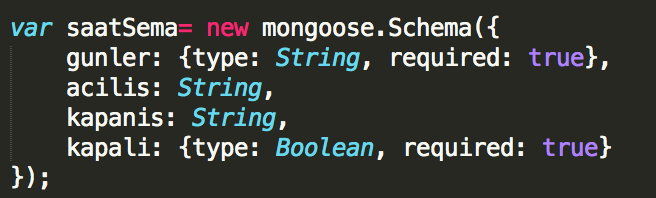 var saatSema= new mongoose.Schema({
    gunler: {type: String, required: true},
    acilis: String,
    kapanis: String,
    kapali: {type: Boolean, required: true}
});